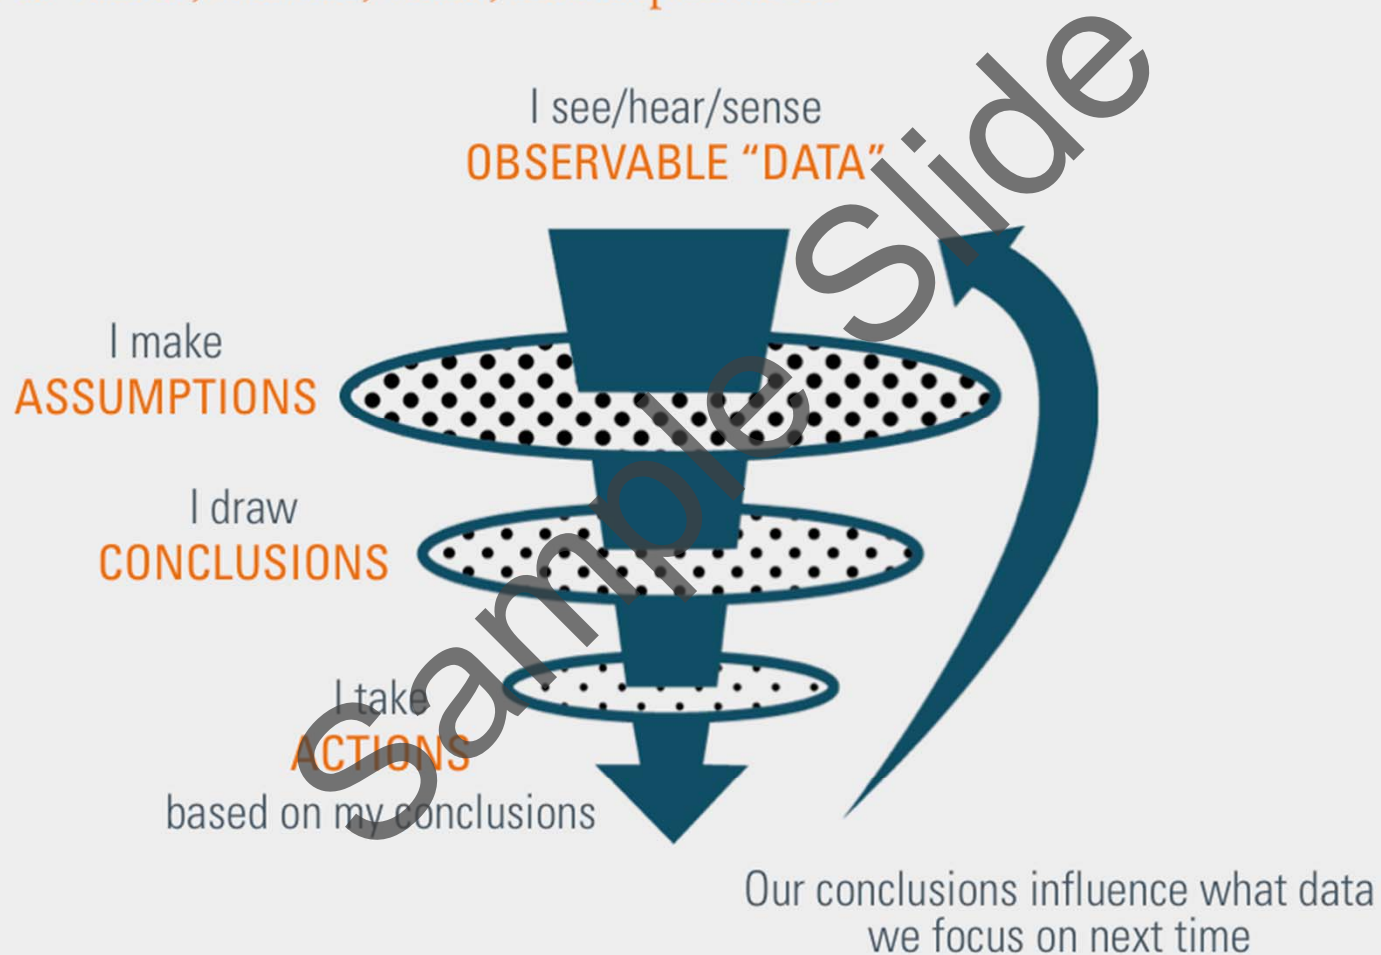 I see/hear/sense
OBSERVABLE “DATA”
I make
ASSUMPTIONS
I draw
CONCLUSIONS
I take
ACTIONS
based on my conclusions
Our conclusions influence what data
we focus on next time
Sample Slide